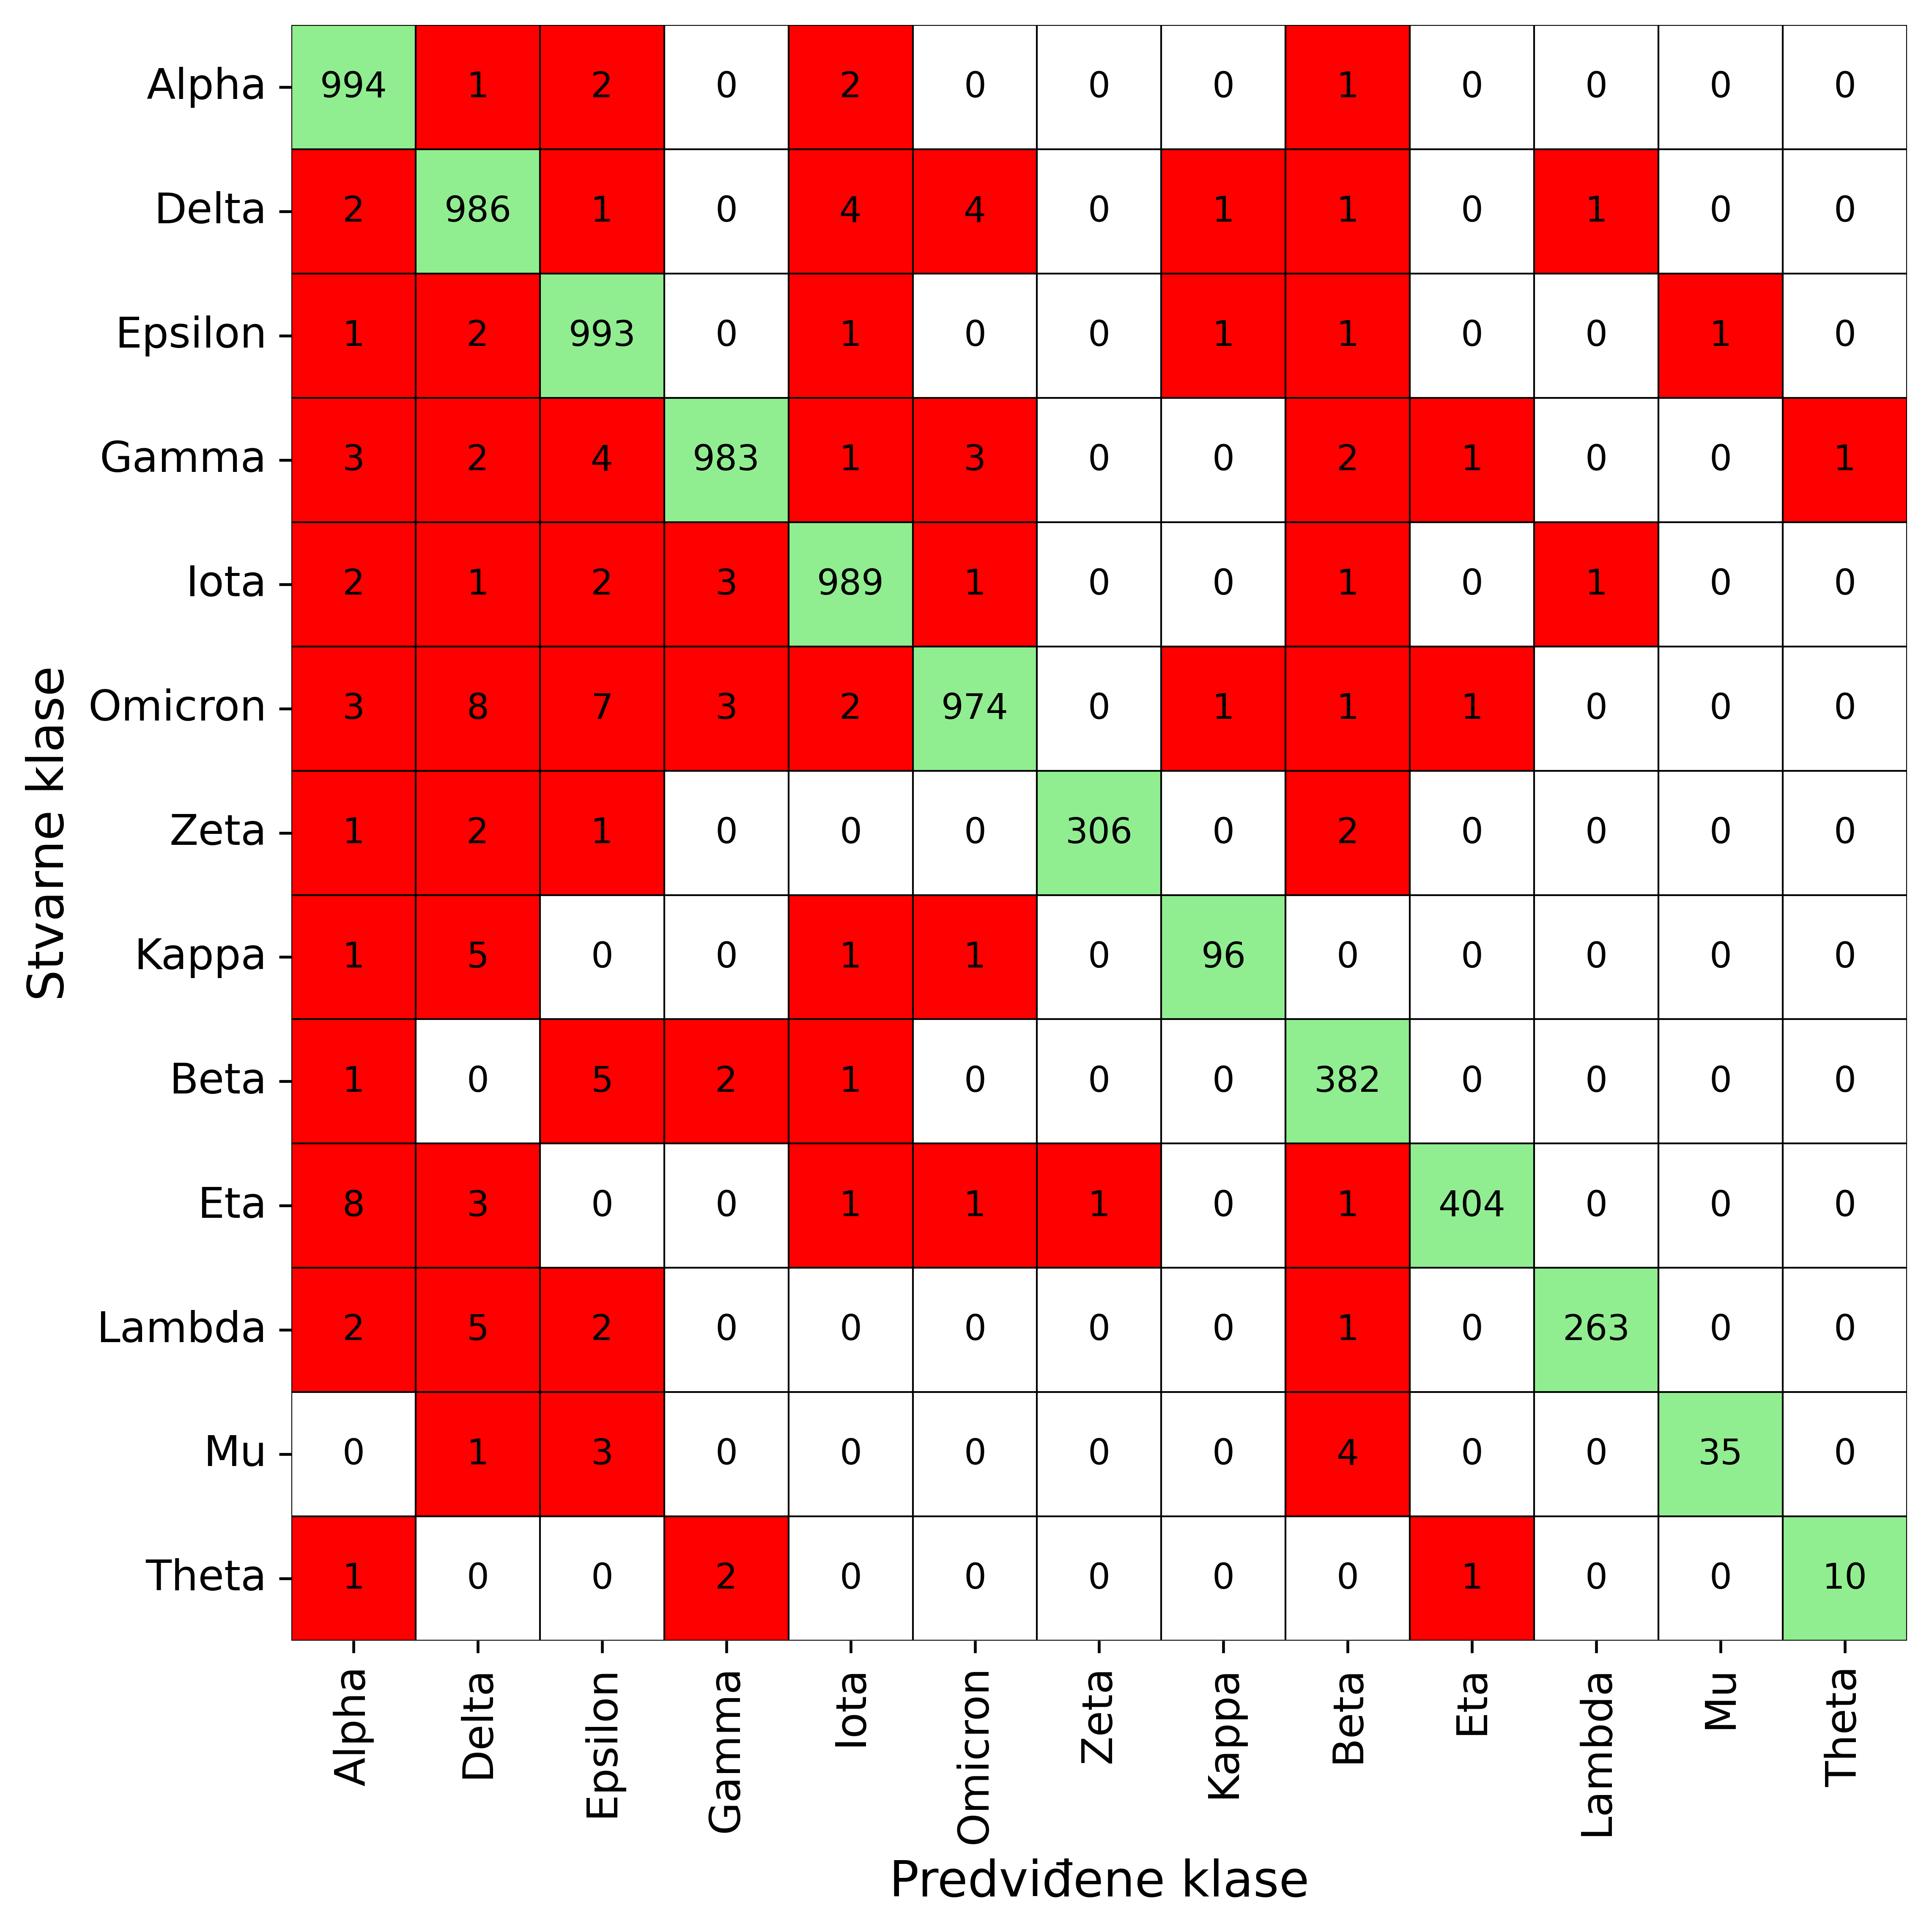 Alpha 994 1 2 0 2 0 0 0 1 0 0 0 0
Delta 2 986 1 0 4 4 0 1 1 0 1 0 0
Epsilon 1 2 993 0 1 0 0 1 1 0 0 1 0
Gamma 3 2 4 983 1 3 0 0 2 1 0 0 1
Iota 2 1 2 3 989 1 0 0 1 0 1 0 0
Omicron 3 8 7 3 2 974 0 1 1 1 0 0 0
Zeta 1 2 1 0 0 0 306 0 2 0 0 0 0
Kappa 1 5 0 0 1 1 0 96 0 0 0 0 0
Beta 1 0 5 2 1 0 0 0 382 0 0 0 0
Eta 8 3 0 0 1 1 1 0 1 404 0 0 0
Lambda 2 5 2 0 0 0 0 0 1 0 263 0 0
Mu 0 1 3 0 0 0 0 0 4 0 0 35 0
Theta 1 0 0 2 0 0 0 0 0 1 0 0 10
Stvarne klase
Alpha Delta Epsilon Gamma Iota Omicron Zeta Kappa Beta Eta Lambda Mu Theta
Predviđene klase